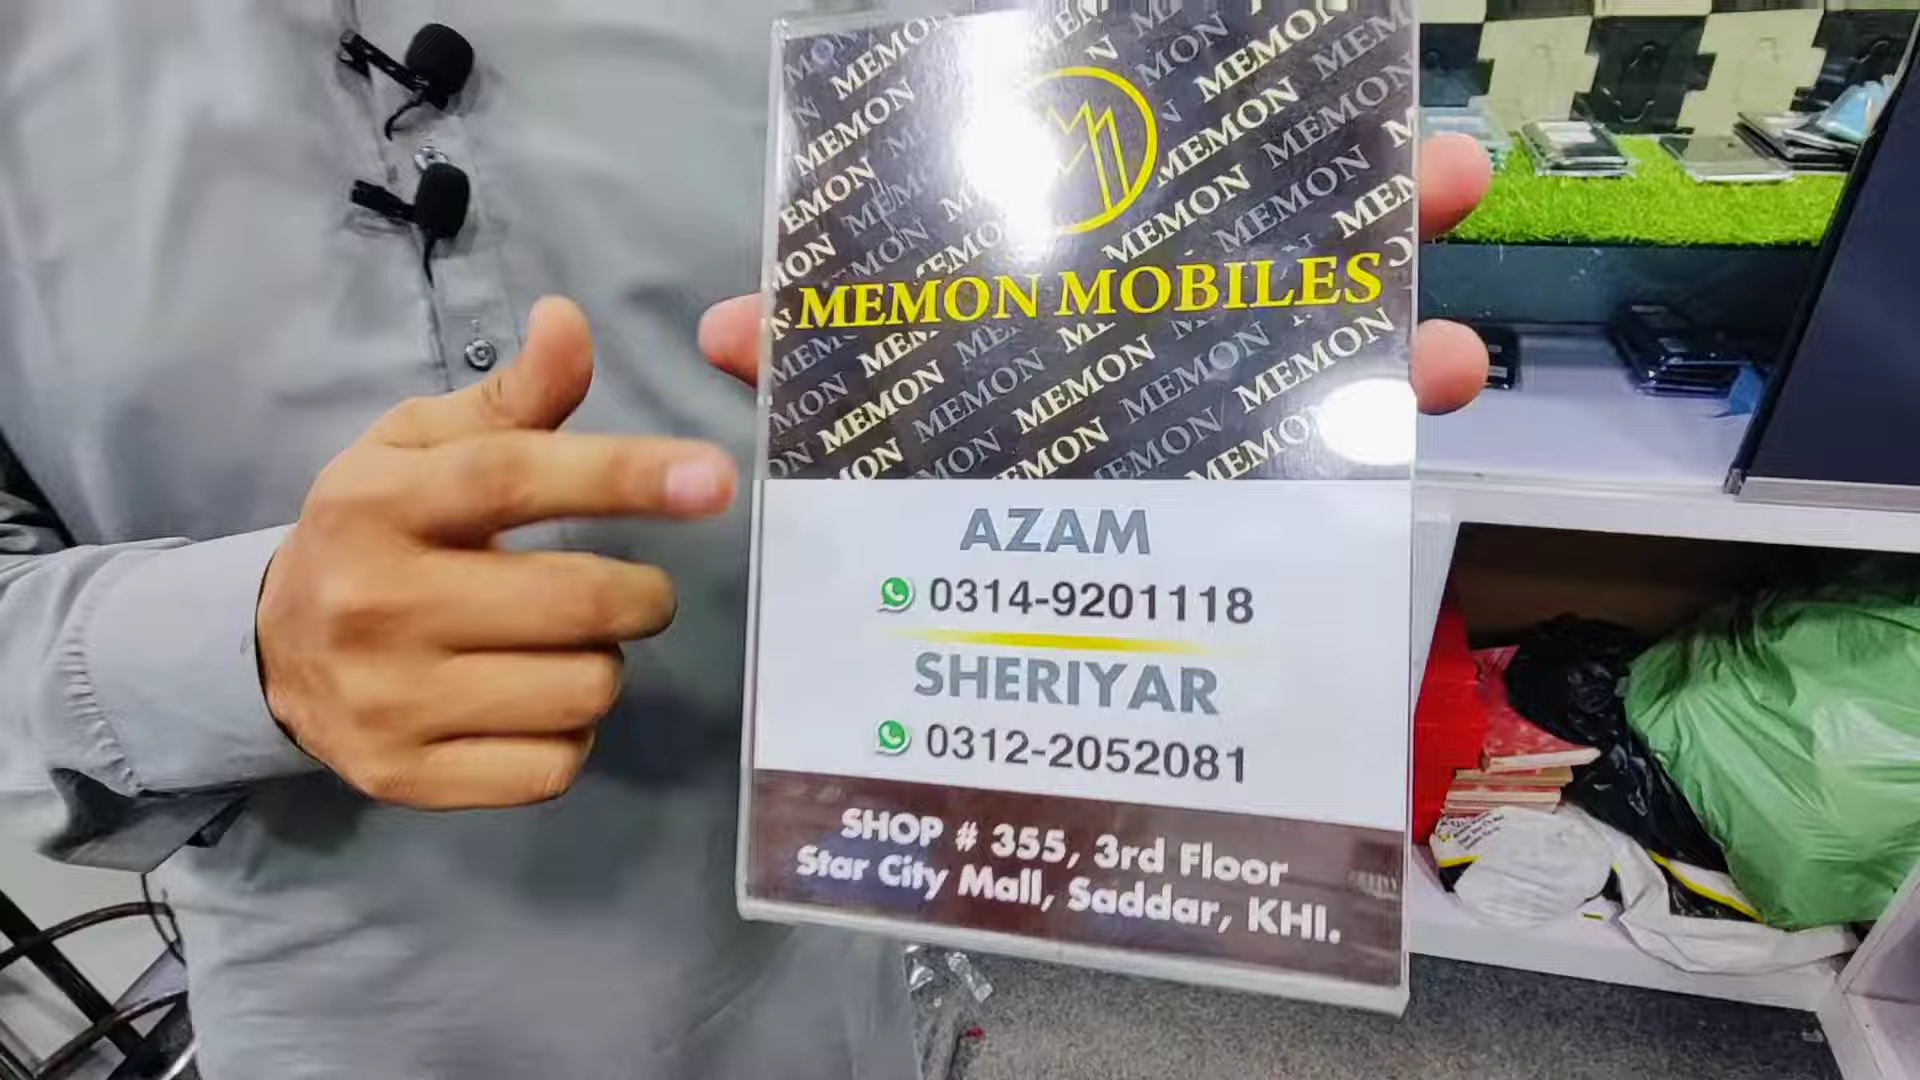 MEMON MOBILES
AZAM
0314-9201118
SHERIYAR
0312-2052081
SHOP # 355, 3rd Floor
Star City Mall, Saddar, KHI.